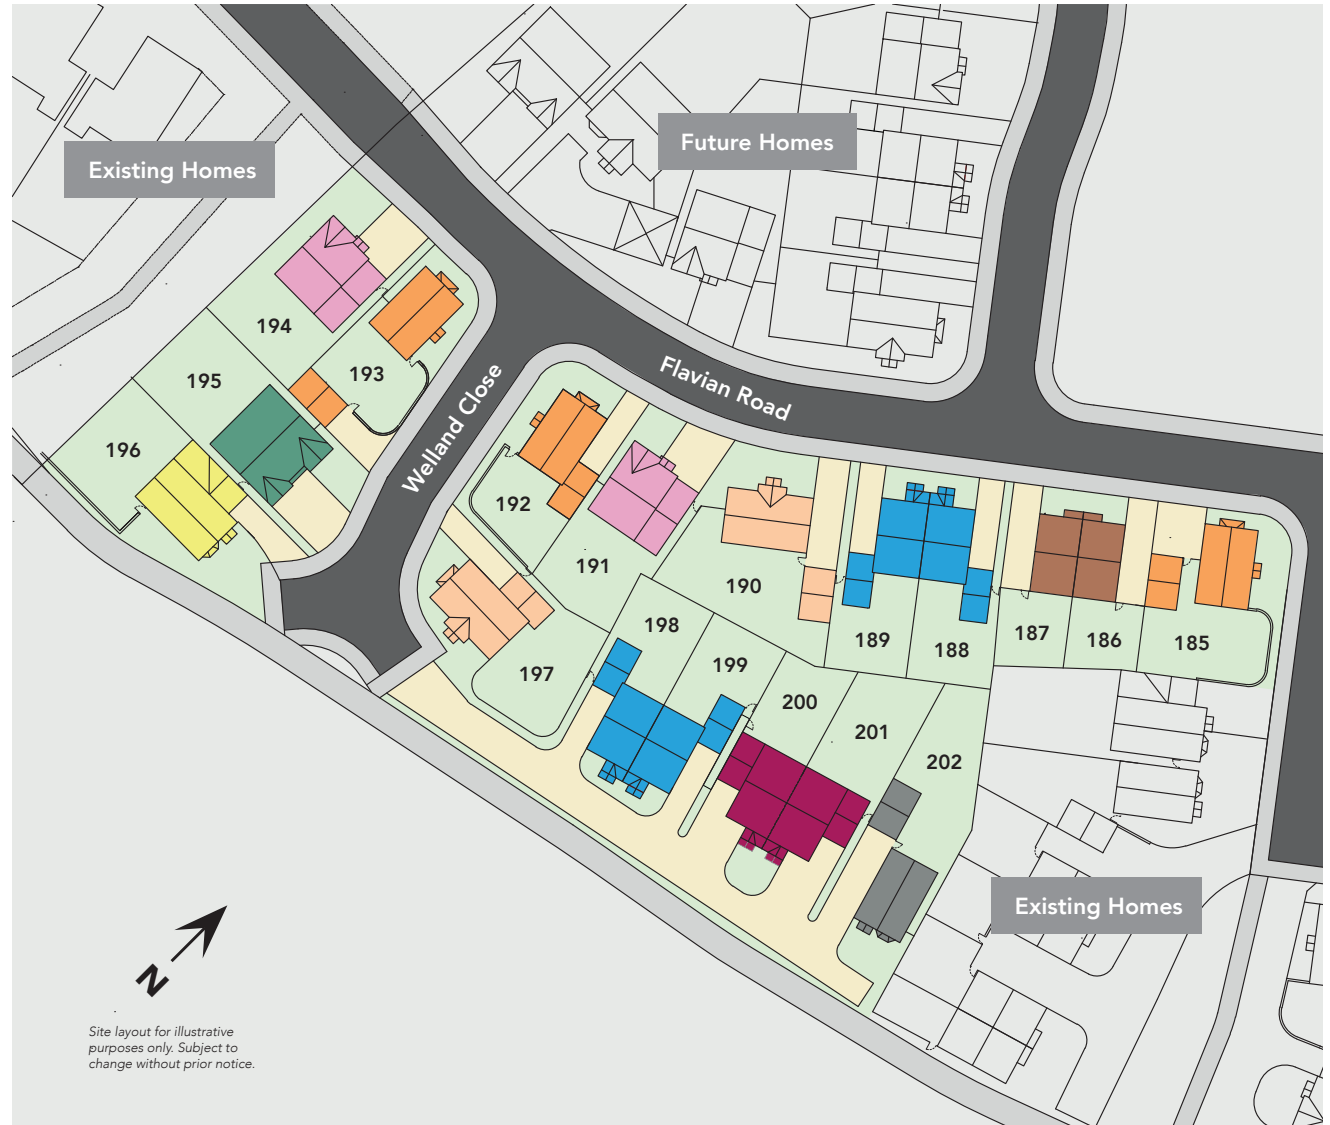 Future Homes
Existing Homes
194
195
193
196
Flavian Road
Welland Close
192
191
190
189
188
187
186
185
198
199
197
200
201
202
Existing Homes
N
Site layout for illustrative
purposes only. Subject to
change without prior notice.